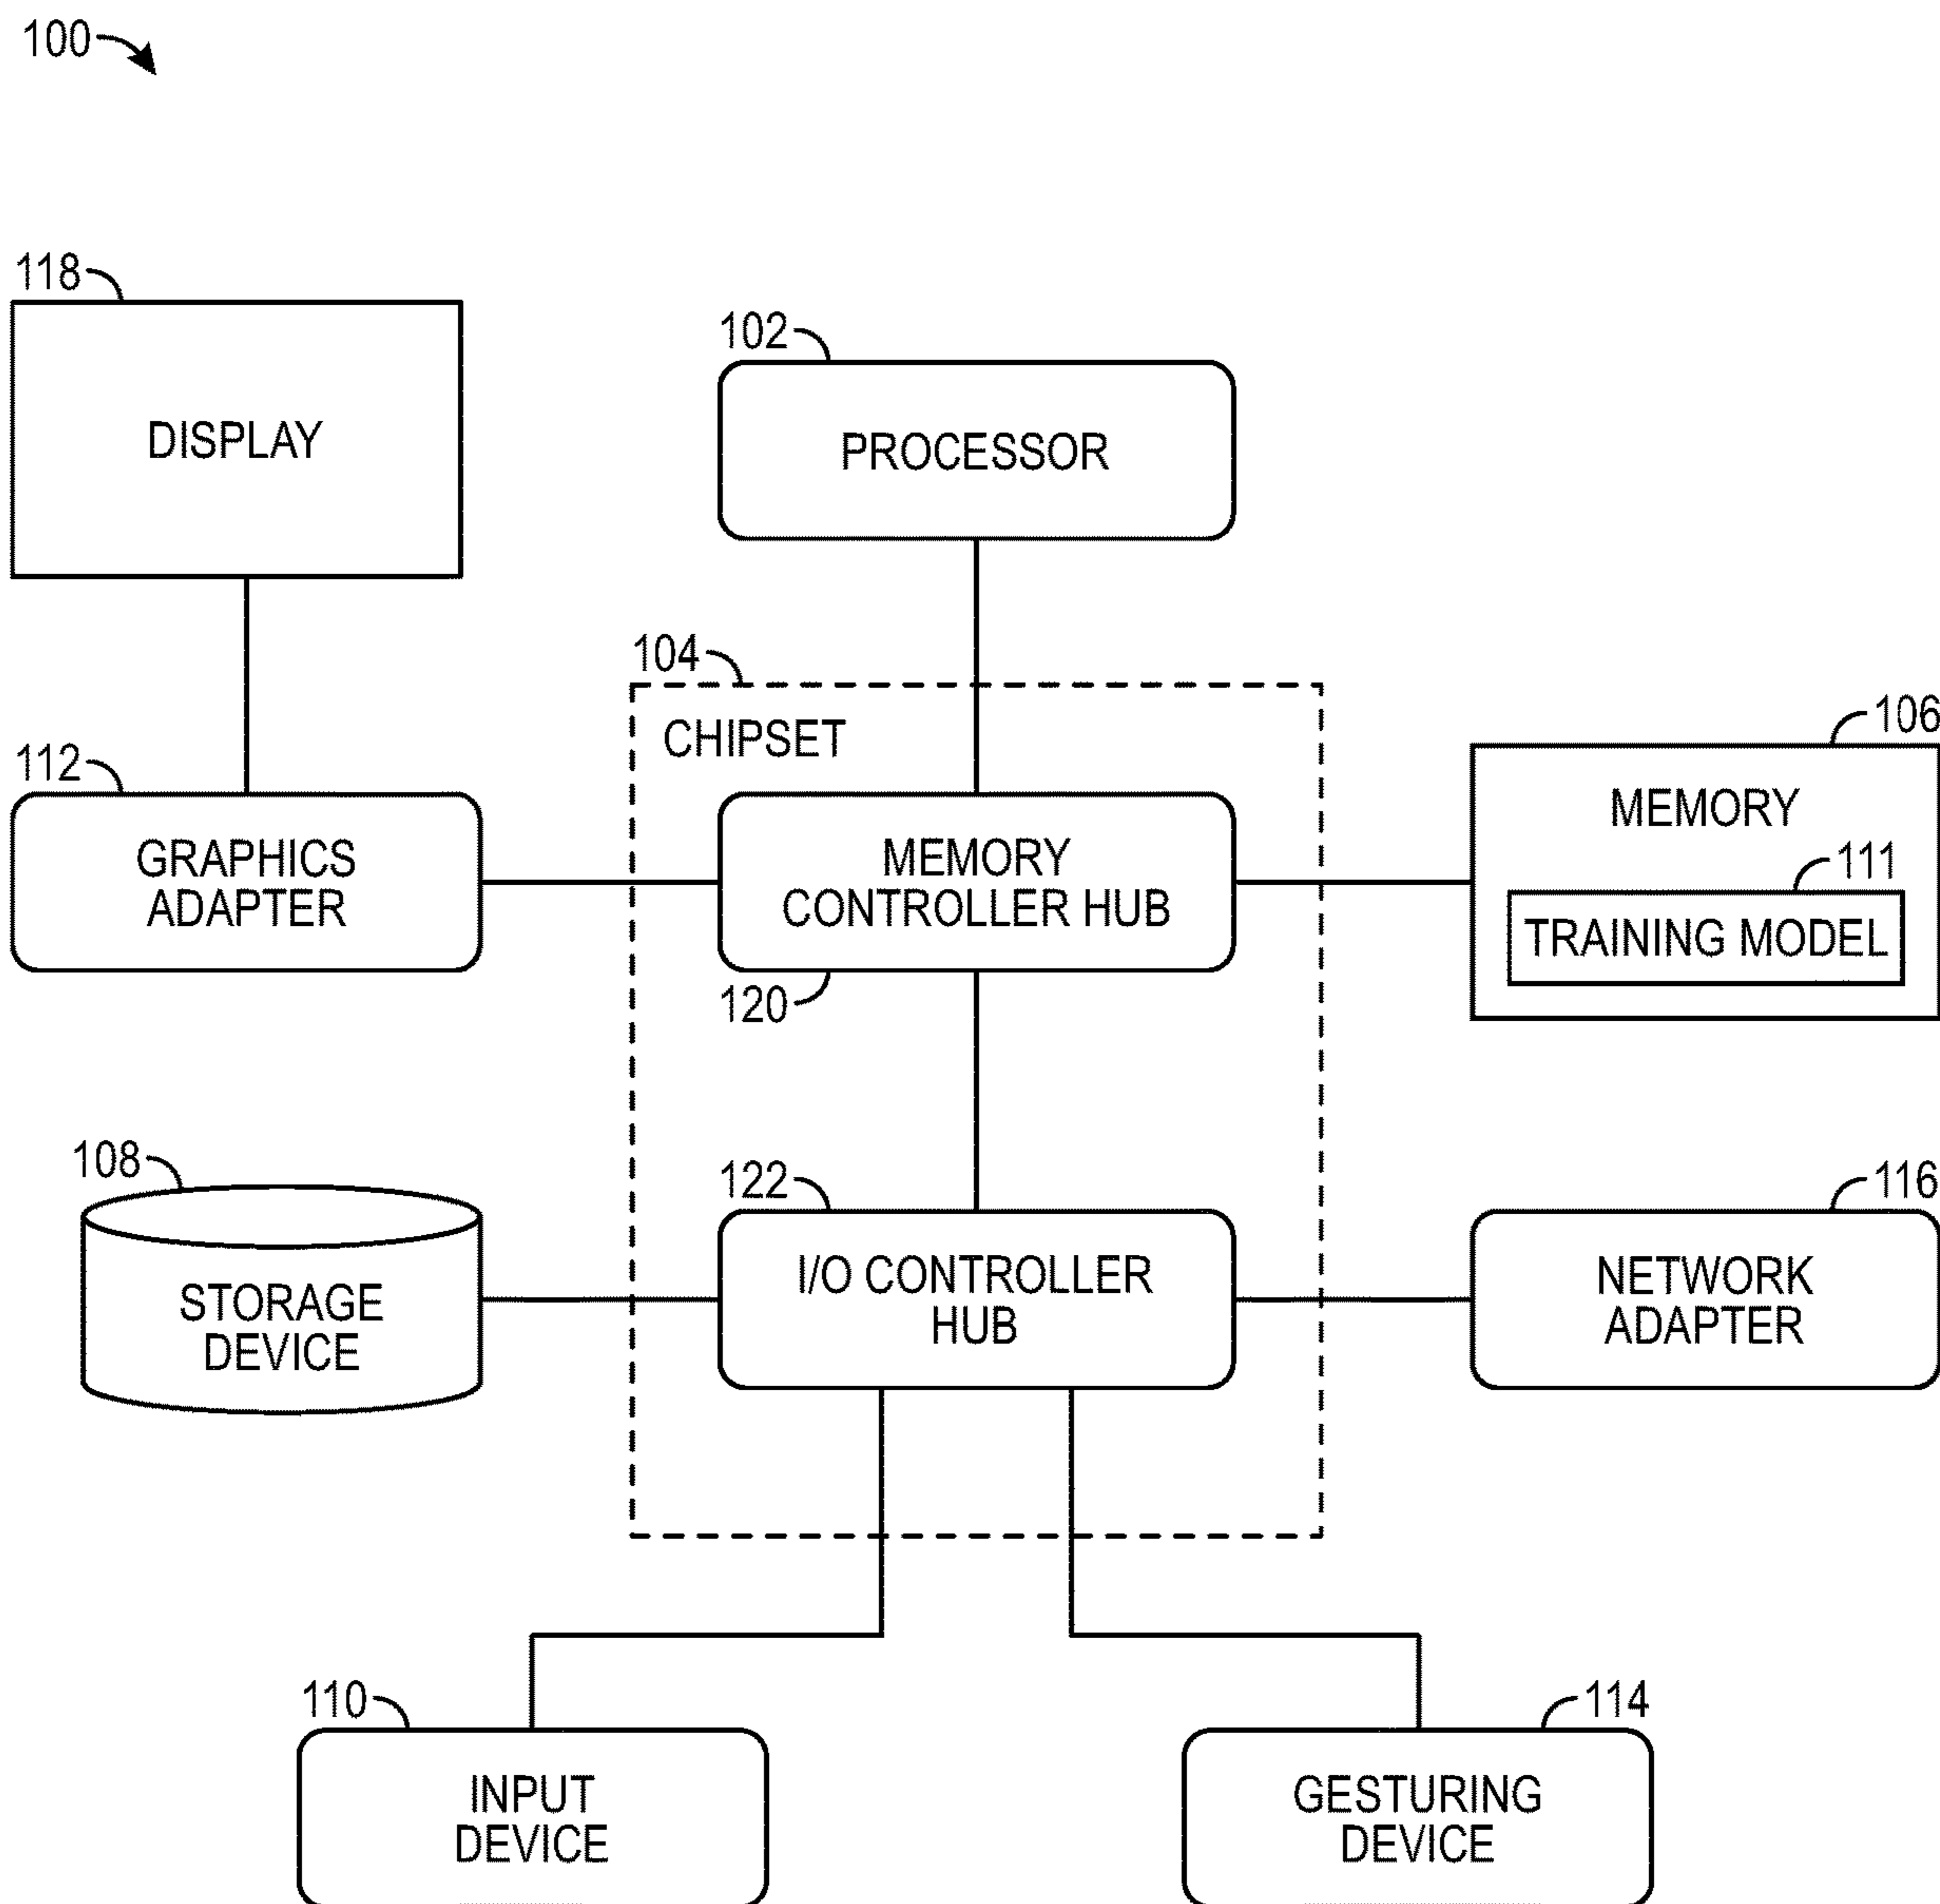 100
118
DISPLAY
102
PROCESSOR
104
CHIPSET
112
GRAPHICS
ADAPTER
MEMORY
CONTROLLER HUB
120
106
MEMORY
111
TRAINING MODEL
108
STORAGE
DEVICE
122
I/O CONTROLLER
HUB
116
NETWORK
ADAPTER
110
INPUT
DEVICE
114
GESTURING
DEVICE